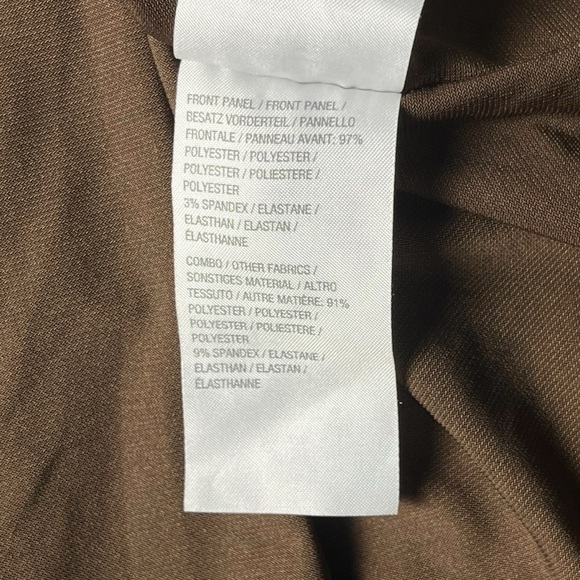 FRONT PANEL / FRONT PANEL /
BESATZ VORDERTEIL / PANNELLO
FRONTALE / PANNEAU AVANT: 97%
POLYESTER / POLYESTER /
POLYESTER / POLIESTERE /
POLYESTER
3% SPANDEX / ELASTANE /
ELASTHAN / ELASTAN /
ÉLASTHANNE
COMBO / OTHER FABRICS /
SONSTIGES MATERIAL / ALTRO
TESSUTO / AUTRE MATIÈRE: 91%
POLYESTER / POLYESTER /
POLYESTER / POLIESTERE /
POLYESTER
9% SPANDEX / ELASTANE /
ELASTHAN / ELASTAN /
ÉLASTHANNE